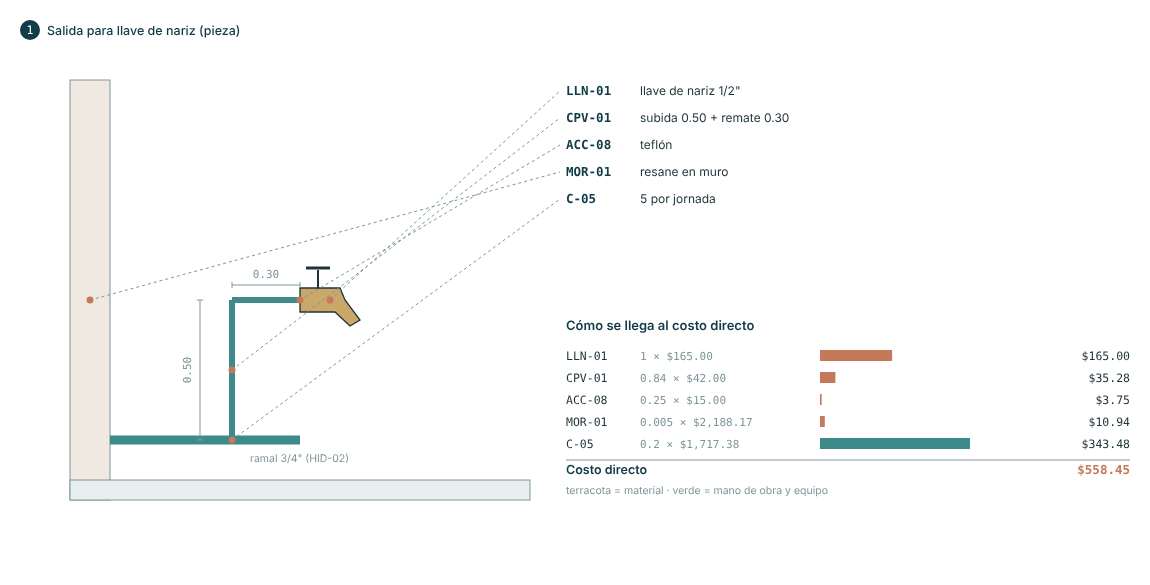 1 Salida para llave de nariz (pieza)
LLN-01 llave de nariz 1/2"
CPV-01 subida 0.50 + remate 0.30
ACC-08 teflón
MOR-01 resane en muro
C-05 5 por jornada
0.30
0.50
ramal 3/4" (HID-02)
Cómo se llega al costo directo
LLN-01 1 × $165.00 $165.00
CPV-01 0.84 × $42.00 $35.28
ACC-08 0.25 × $15.00 $3.75
MOR-01 0.005 × $2,188.17 $10.94
C-05 0.2 × $1,717.38 $343.48
Costo directo $558.45
terracota = material · verde = mano de obra y equipo